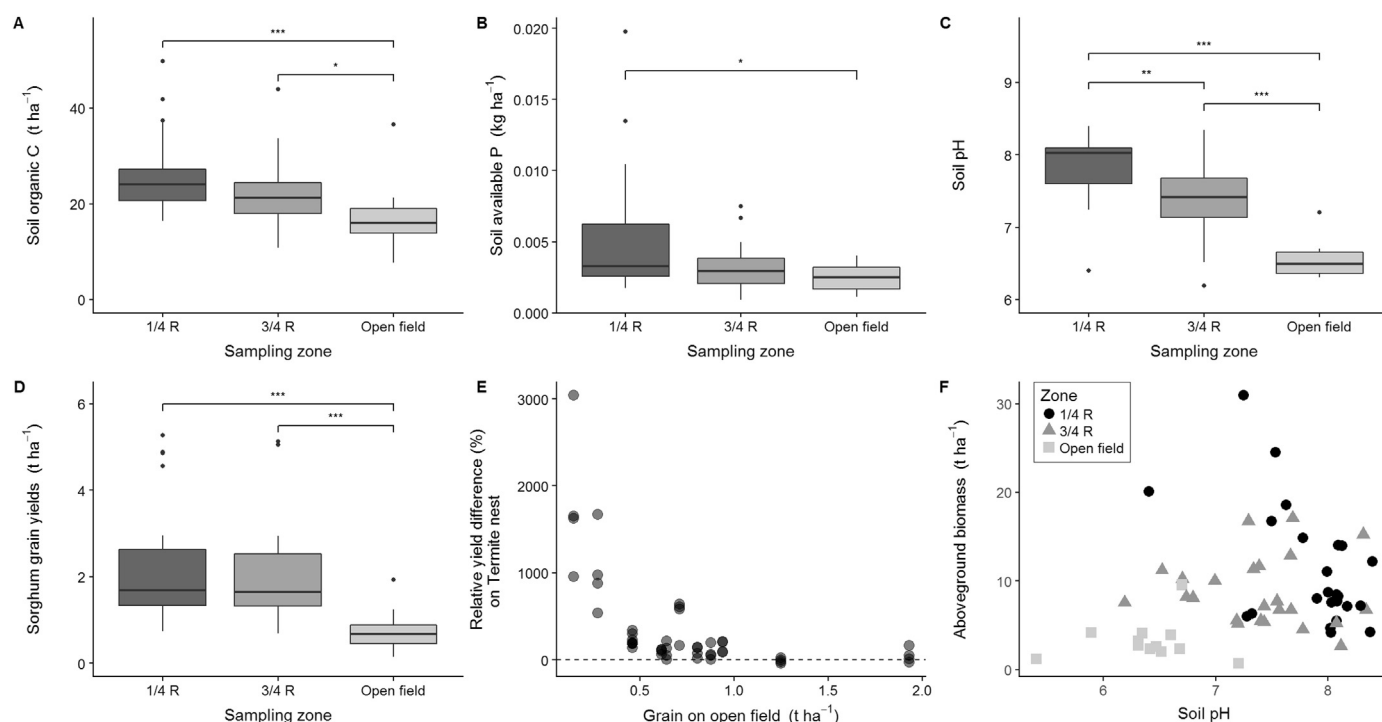 A
Soil organic C (t ha⁻¹)
40
20
0
***
*
1/4 R
3/4 R
Open field
Sampling zone
B
Soil available P (kg ha⁻¹)
0.020
0.015
0.010
0.005
0.000
*
1/4 R
3/4 R
Open field
Sampling zone
C
Soil pH
9
8
7
6
***
**
***
1/4 R
3/4 R
Open field
Sampling zone
D
Sorghum grain yields (t ha⁻¹)
6
4
2
0
***
***
1/4 R
3/4 R
Open field
Sampling zone
E
Relative yield difference (%)
on Termite nest
3000
2000
1000
0
0.5
1.0
1.5
2.0
Grain on open field (t ha⁻¹)
F
Aboveground biomass (t ha⁻¹)
30
20
10
0
Zone
1/4 R
3/4 R
Open field
6
7
8
Soil pH